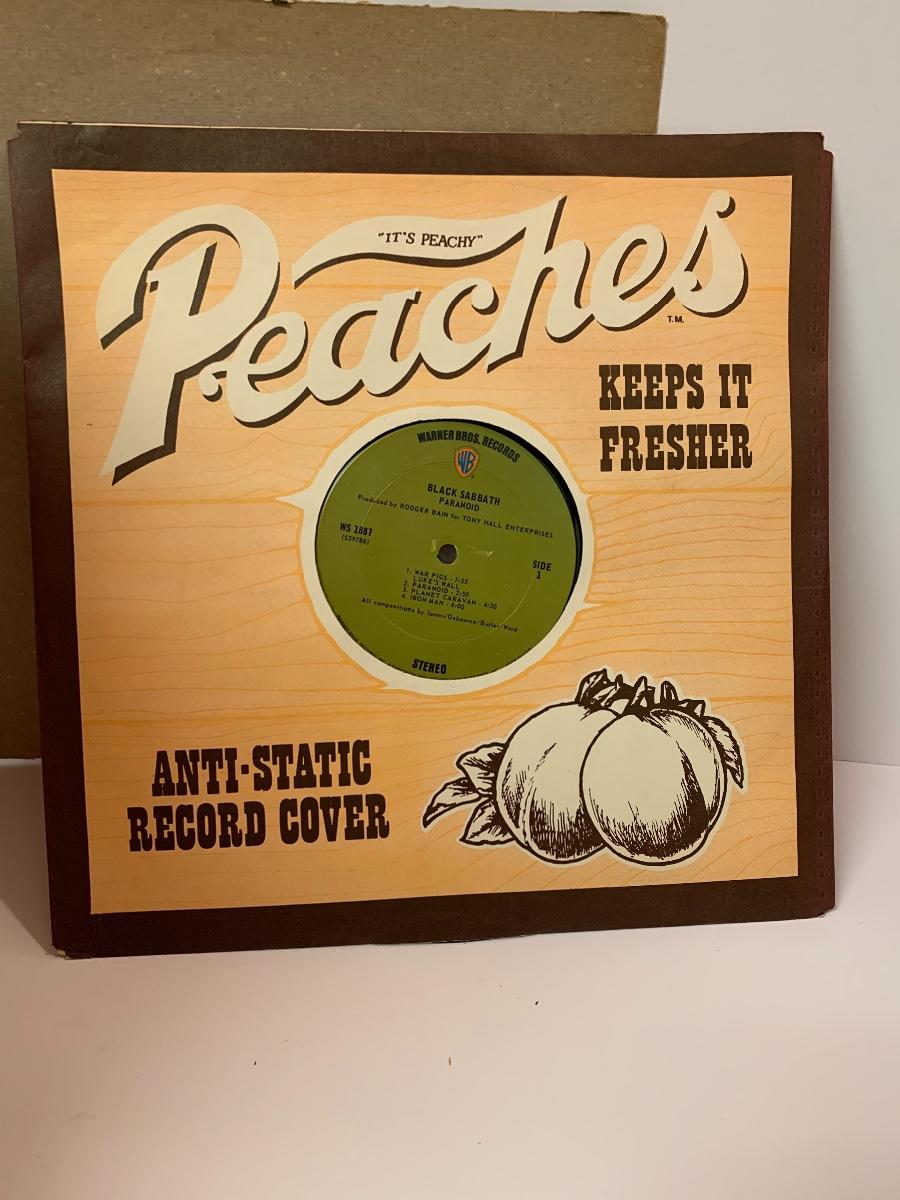 "IT'S PEACHY"
Peaches
T.M.
KEEPS IT
FRESHER
WARNER BROS. RECORDS
WB
BLACK SABBATH
PARANOID
Produced by RODGER BAIN for TONY HALL ENTERPRISES
WS 1887
(S39786)
SIDE
1
1. WAR PIGS - 7:55
LUKE'S WALL
2. PARANOID - 2:50
3. PLANET CARAVAN - 4:30
4. IRON MAN - 6:00
All compositions by Iommi/Osbourne/Butler/Ward
STEREO
ANTI-STATIC
RECORD COVER